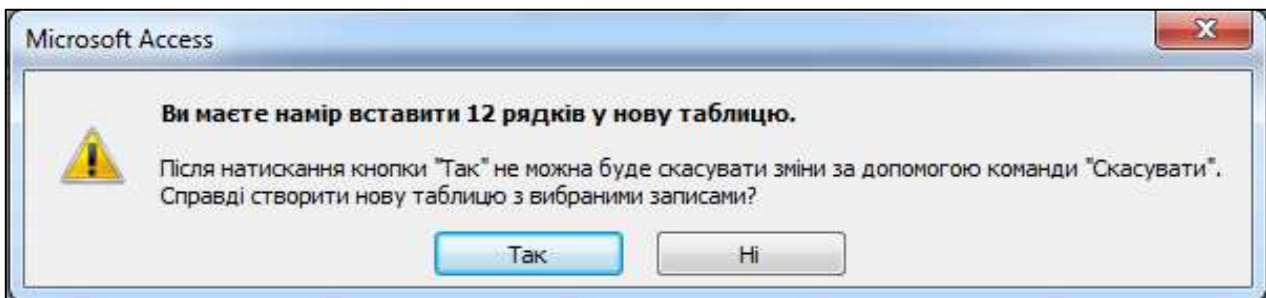 Microsoft Access
Ви маєте намір вставити 12 рядків у нову таблицю.
Після натискання кнопки "Так" не можна буде скасувати зміни за допомогою команди "Скасувати".
Справді створити нову таблицю з вибраними записами?
Так
Ні